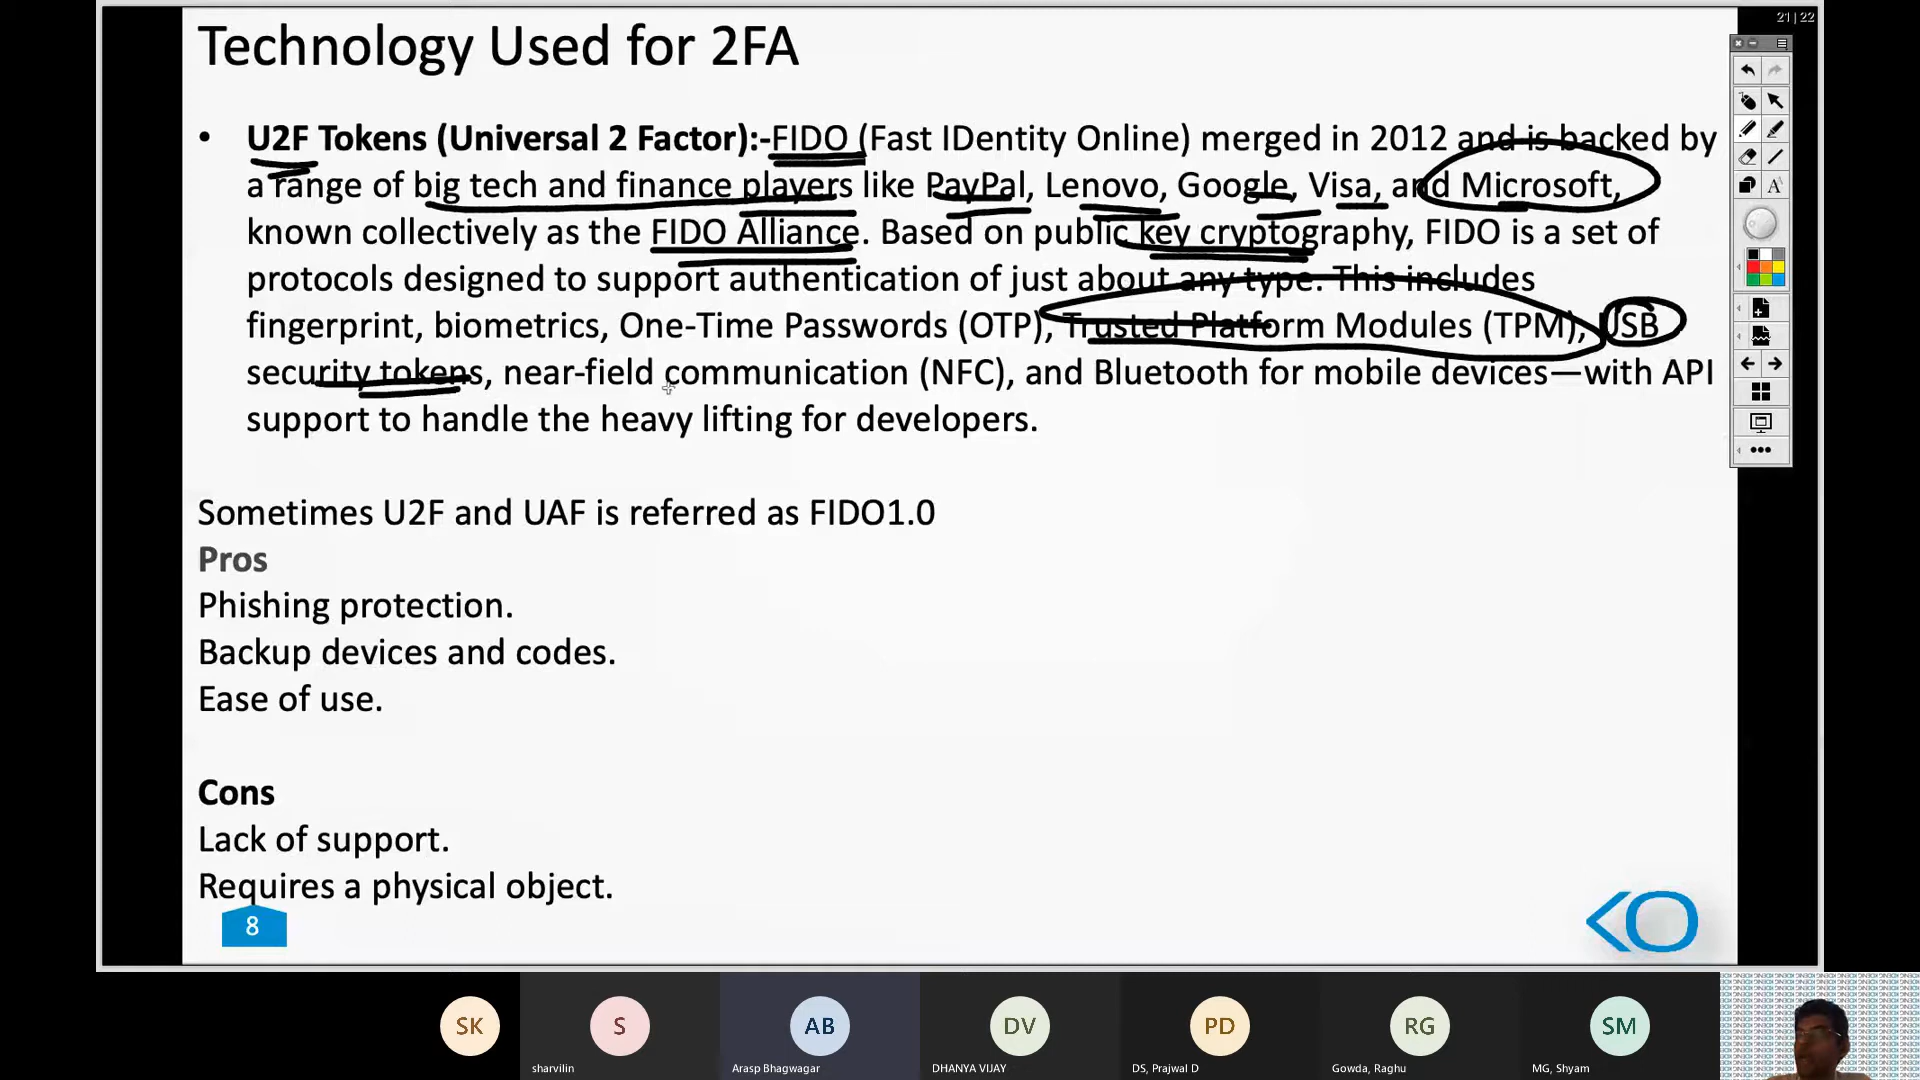 21 | 22
Technology Used for 2FA
• U2F Tokens (Universal 2 Factor):-FIDO (Fast IDentity Online) merged in 2012 and is backed by
a range of big tech and finance players like PayPal, Lenovo, Google, Visa, and Microsoft,
known collectively as the FIDO Alliance. Based on public key cryptography, FIDO is a set of
protocols designed to support authentication of just about any type. This includes
fingerprint, biometrics, One-Time Passwords (OTP), Trusted Platform Modules (TPM), USB
security tokens, near-field communication (NFC), and Bluetooth for mobile devices—with API
support to handle the heavy lifting for developers.
Sometimes U2F and UAF is referred as FIDO1.0
Pros
Phishing protection.
Backup devices and codes.
Ease of use.
Cons
Lack of support.
Requires a physical object.
8
SK
S
AB
DV
PD
RG
SM
sharvilin
Arasp Bhagwagar
DHANYA VIJAY
DS, Prajwal D
Gowda, Raghu
MG, Shyam